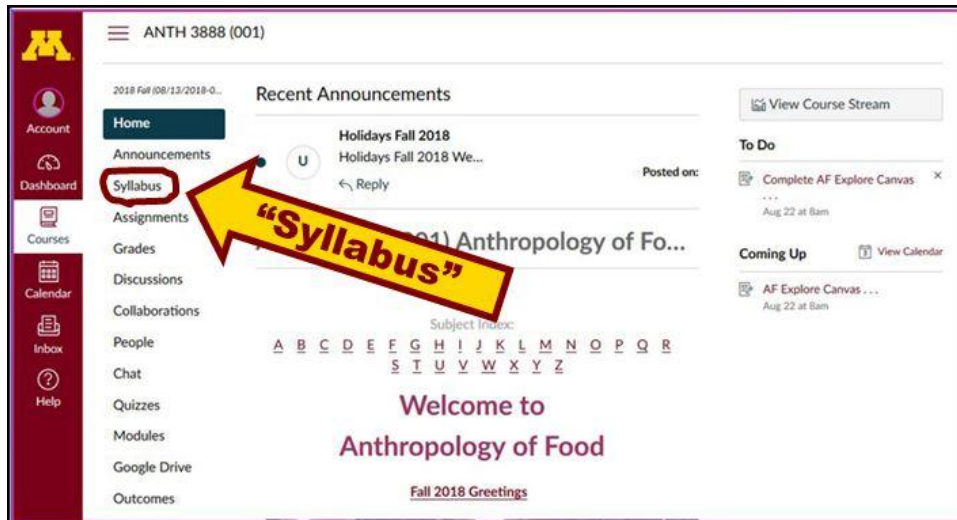 M
ANTH 3888 (001)
Account
Dashboard
Courses
Calendar
Inbox
Help
2018 Fall (08/13/2018-0...
Home
Announcements
Syllabus
Assignments
Grades
Discussions
Collaborations
People
Chat
Quizzes
Modules
Google Drive
Outcomes
Recent Announcements
U
Holidays Fall 2018
Holidays Fall 2018 We...
Reply
Posted on:
"Syllabus"
01) Anthropology of Fo...
Subject Index:
A B C D E F G H I J K L M N O P Q R
S T U V W X Y Z
Welcome to
Anthropology of Food
Fall 2018 Greetings
View Course Stream
To Do
Complete AF Explore Canvas
. . .
Aug 22 at 8am
Coming Up
View Calendar
AF Explore Canvas . . .
Aug 22 at 8am